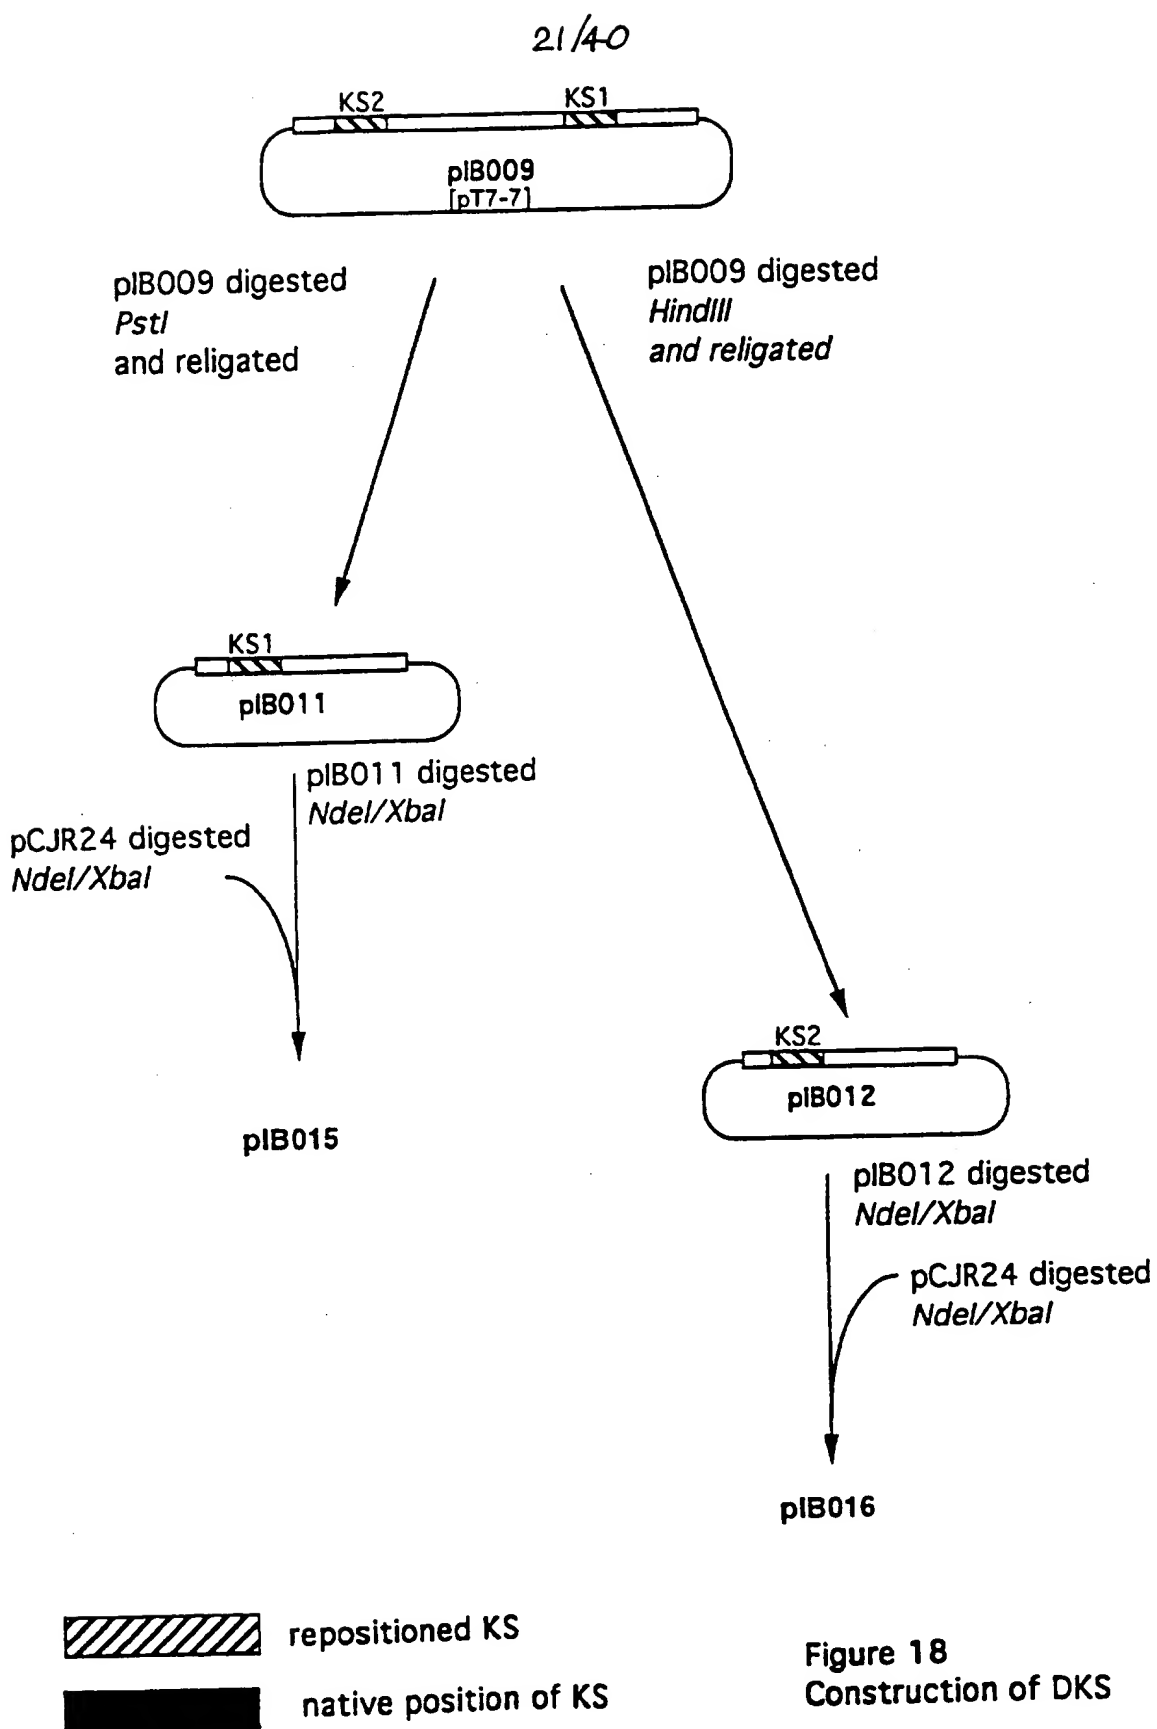 21/40
KS2
KS1
pIB009
[pT7-7]
pIB009 digested
PstI
and religated
pIB009 digested
HindIII
and religated
KS1
pIB011
pIB011 digested
NdeI/XbaI
pCJR24 digested
NdeI/XbaI
pIB015
KS2
pIB012
pIB012 digested
NdeI/XbaI
pCJR24 digested
NdeI/XbaI
pIB016
repositioned KS
native position of KS
Figure 18
Construction of DKS